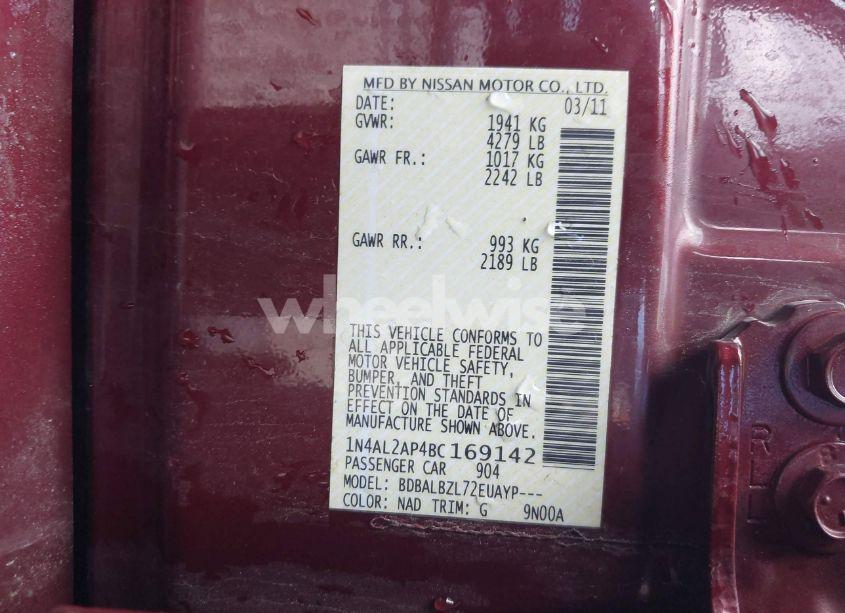 MFD BY NISSAN MOTOR CO., LTD.
DATE: 03/11
GVWR: 1941 KG
4279 LB
GAWR FR.: 1017 KG
2242 LB
GAWR RR.: 993 KG
2189 LB
wheelwise
THIS VEHICLE CONFORMS TO
ALL APPLICABLE FEDERAL
MOTOR VEHICLE SAFETY,
BUMPER, AND THEFT
PREVENTION STANDARDS IN
EFFECT ON THE DATE OF
MANUFACTURE SHOWN ABOVE.
1N4AL2AP4BC169142
PASSENGER CAR 904
MODEL: BDBALBZL72EUAYP---
COLOR: NAD TRIM: G 9N00A
R
L